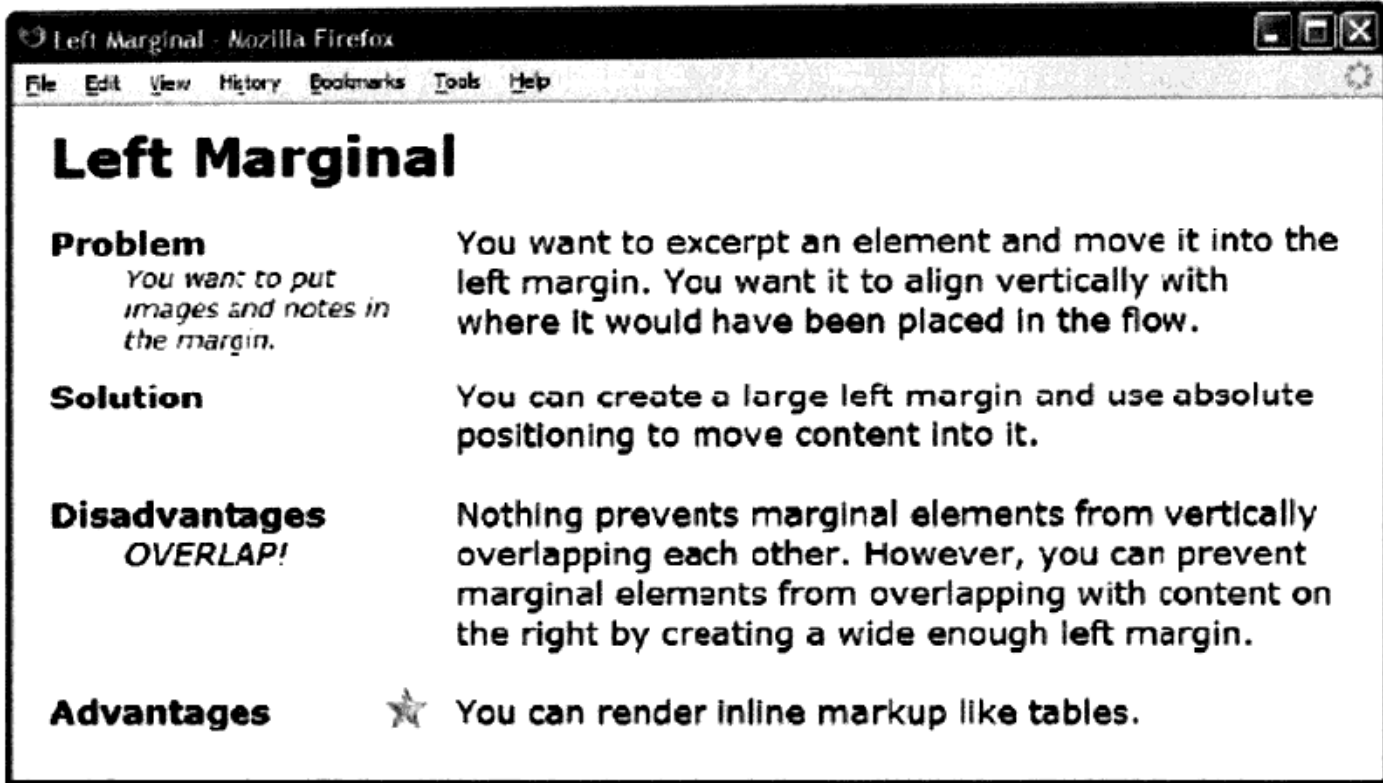 Left Marginal - Mozilla Firefox
File Edit View History Bookmarks Tools Help
Left Marginal
Problem
You want to put
images and notes in
the margin.
You want to excerpt an element and move it into the
left margin. You want it to align vertically with
where it would have been placed in the flow.
Solution
You can create a large left margin and use absolute
positioning to move content into it.
Disadvantages
OVERLAP!
Nothing prevents marginal elements from vertically
overlapping each other. However, you can prevent
marginal elements from overlapping with content on
the right by creating a wide enough left margin.
Advantages
You can render inline markup like tables.